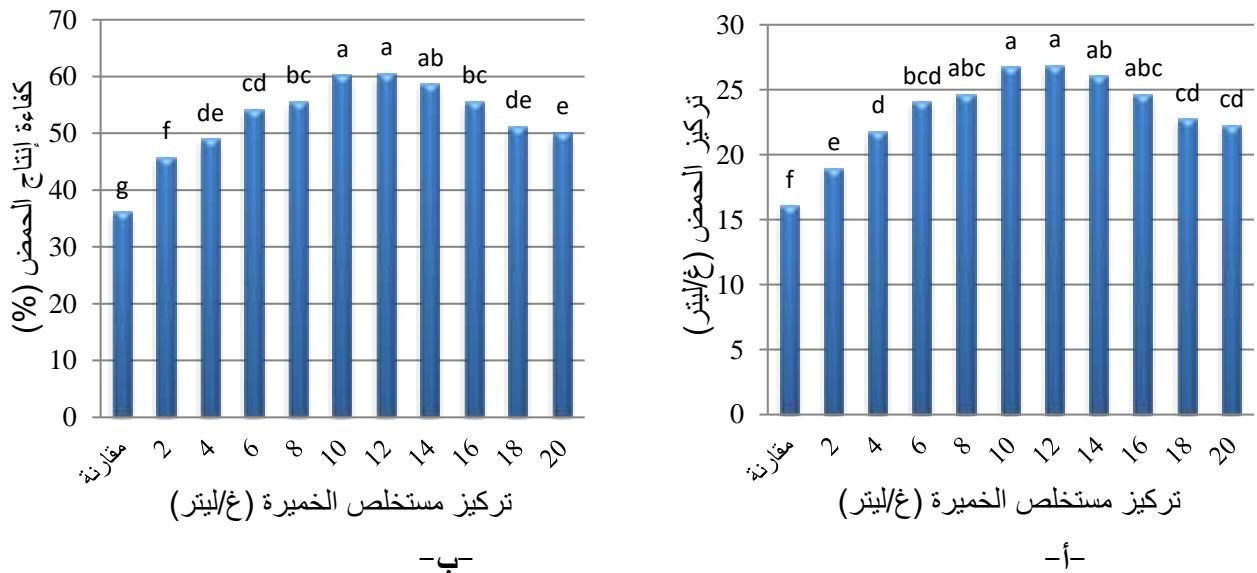 تركيز الحمض (غ/ليتر)
30
25
20
15
10
5
0
f e d bcd abc a a ab abc cd cd
مقارنة 2 4 6 8 10 12 14 16 18 20
تركيز مستخلص الخميرة (غ/ليتر)
-أ-
كفاءة إنتاج الحمض (%)
70
60
50
40
30
20
10
0
g f de cd bc a a ab bc de e
مقارنة 2 4 6 8 10 12 14 16 18 20
تركيز مستخلص الخميرة (غ/ليتر)
-ب-